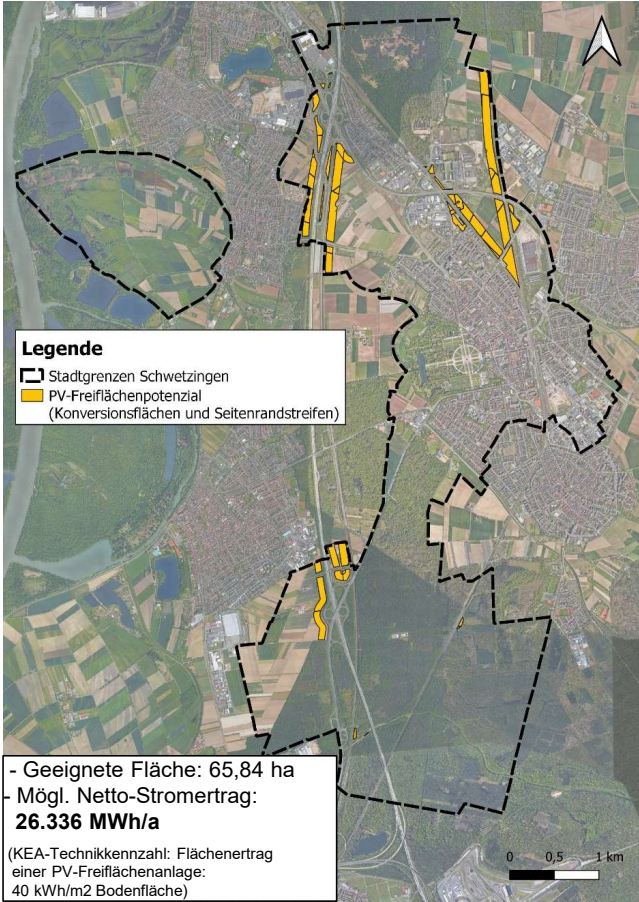 Legende
Stadtgrenzen Schwetzingen
PV-Freiflächenpotenzial
(Konversionsflächen und Seitenrandstreifen)
- Geeignete Fläche: 65,84 ha
- Mögl. Netto-Stromertrag:
26.336 MWh/a
(KEA-Technikkennzahl: Flächenertrag
einer PV-Freiflächenanlage:
40 kWh/m2 Bodenfläche)
0 0,5 1 km